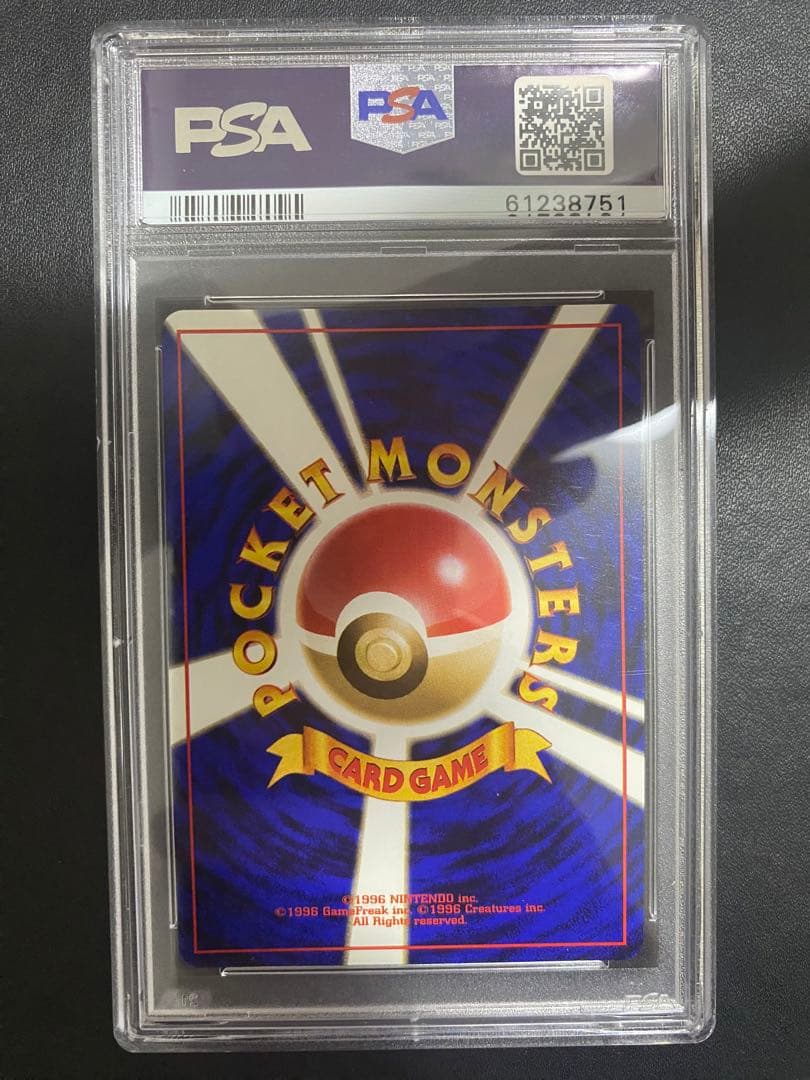 PSA
PSA
61238751
POCKET MONSTERS
CARD GAME
©1996 NINTENDO inc.
©1996 GameFreak inc. ©1996 Creatures inc.
All Rights reserved.
PSA